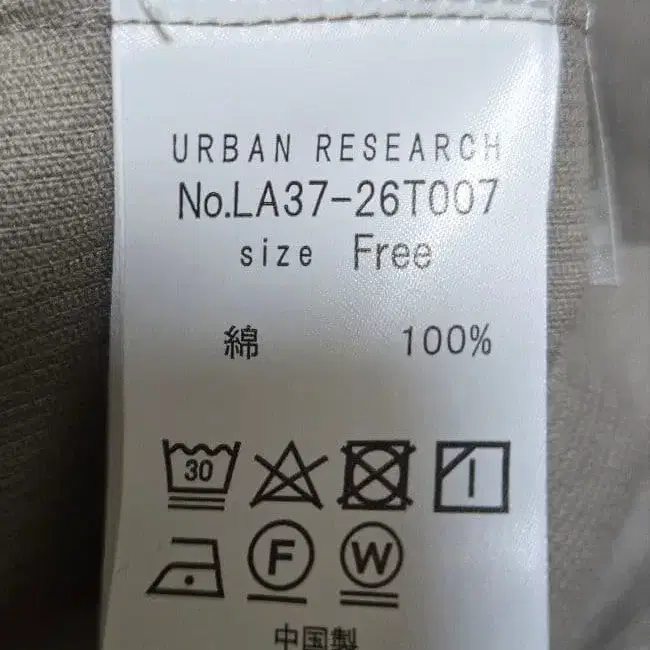 URBAN RESEARCH
No.LA37-26T007
size Free
綿 100%
30
F W
中国製